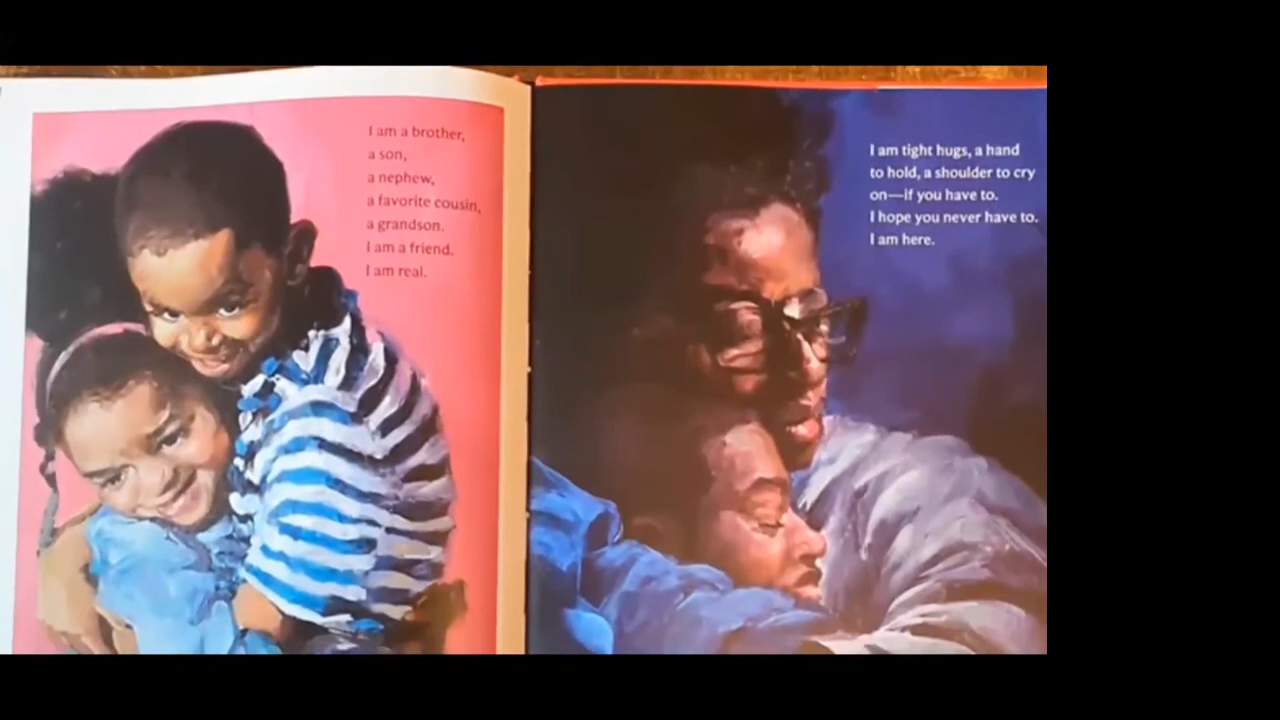 I am a brother,
a son,
a nephew,
a favorite cousin,
a grandson.
I am a friend.
I am real.
I am tight hugs, a hand
to hold, a shoulder to cry
on—if you have to.
I hope you never have to.
I am here.